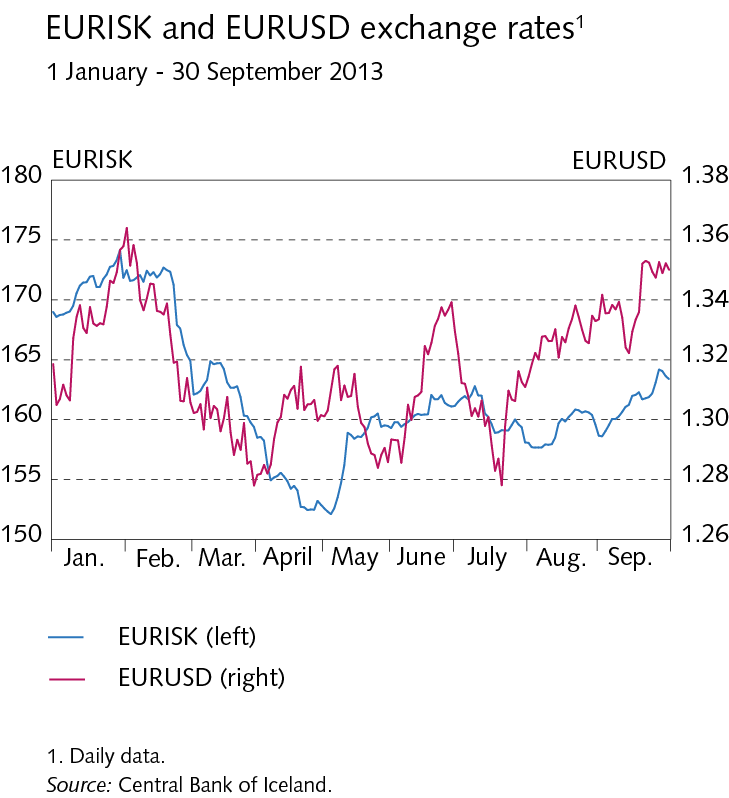 EURISK and EURUSD exchange rates¹
1 January - 30 September 2013
EURISK EURUSD
180 1.38
175 1.36
170 1.34
165 1.32
160 1.30
155 1.28
150 1.26
Jan. Feb. Mar. April May June July Aug. Sep.
EURISK (left)
EURUSD (right)
1. Daily data.
Source: Central Bank of Iceland.